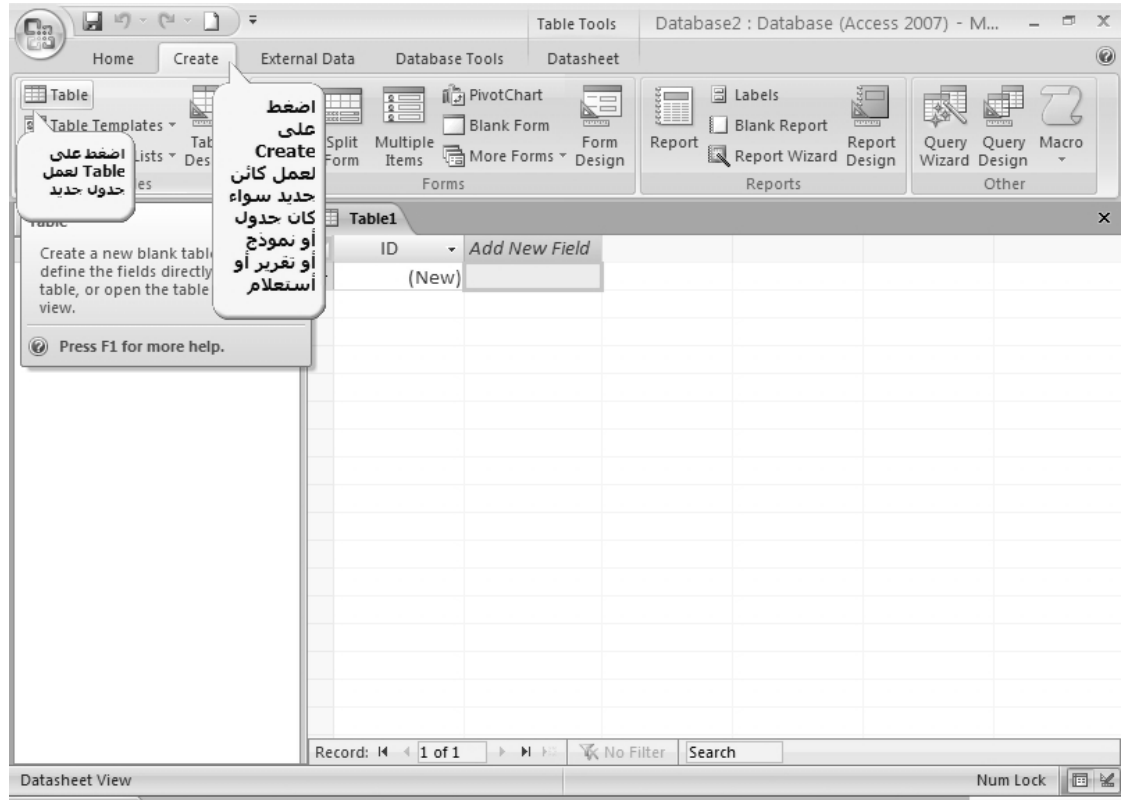 Table Tools
Database2 : Database (Access 2007) - M...
Home Create External Data Database Tools Datasheet
Table
Table Templates
Lists
اضغط على
Table لعمل
جدول جديد
اضغط
على
Create
لعمل كائن
جديد سواء
كان جدول
أو نموذج
أو تقرير أو
أستعلام
Split
Form
Multiple
Items
PivotChart
Blank Form
More Forms
Form
Design
Forms
Report
Labels
Blank Report
Report Wizard
Report
Design
Reports
Query
Wizard
Query
Design
Macro
Other
Table
Create a new blank
define the fields directly
table, or open the table
view.
Press F1 for more help.
Table1
ID Add New Field
(New)
Record: 1 of 1 No Filter Search
Datasheet View Num Lock